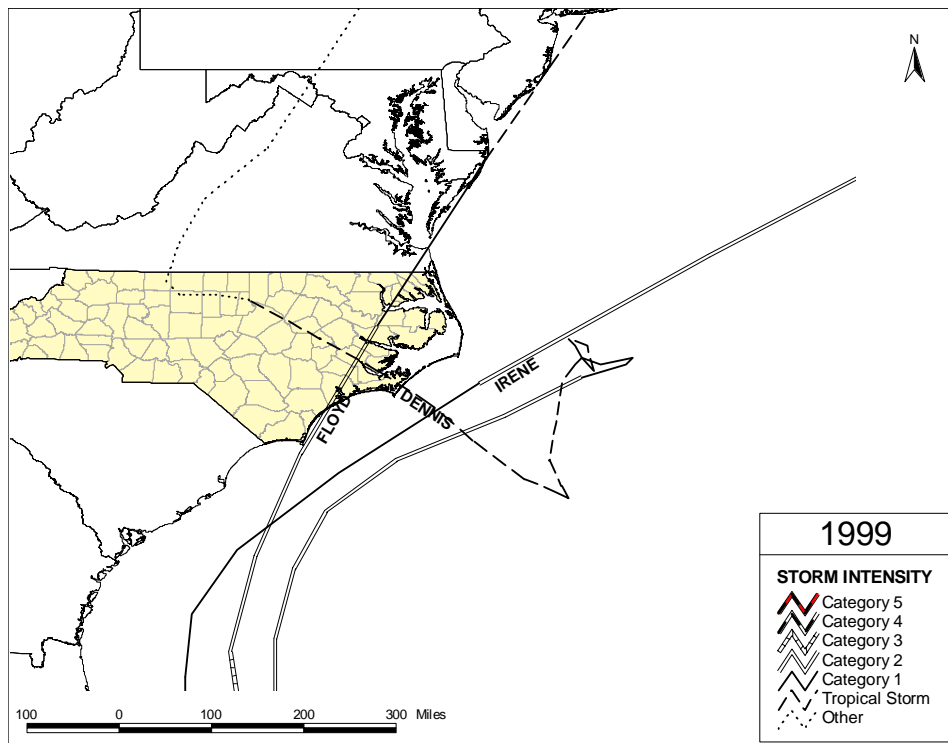 N
FLOYD
DENNIS
IRENE
1999
STORM INTENSITY
Category 5
Category 4
Category 3
Category 2
Category 1
Tropical Storm
Other
100 0 100 200 300 Miles